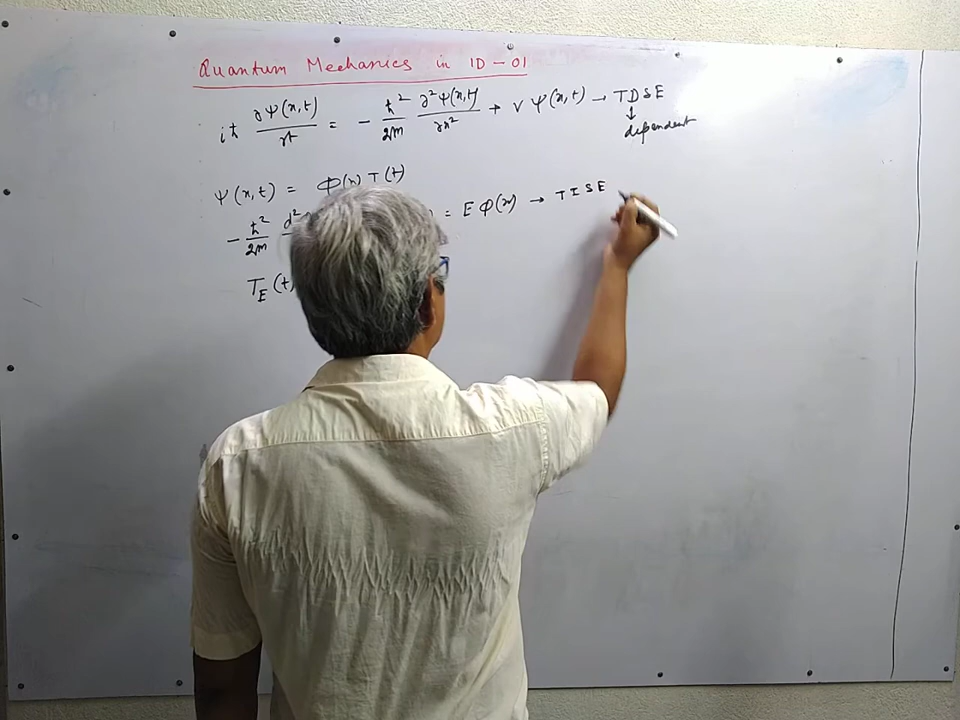 Quantum Mechanics in 1D - 01
iħ ∂Ψ(x,t)/∂t = - ħ²/2m ∂²Ψ(x,t)/∂x² + V Ψ(x,t) → TDSE
↓
dependent
Ψ(x,t) = Φ(x) T(t)
- ħ²/2m d² ) = E Φ(x) → TISE
T_E(t)